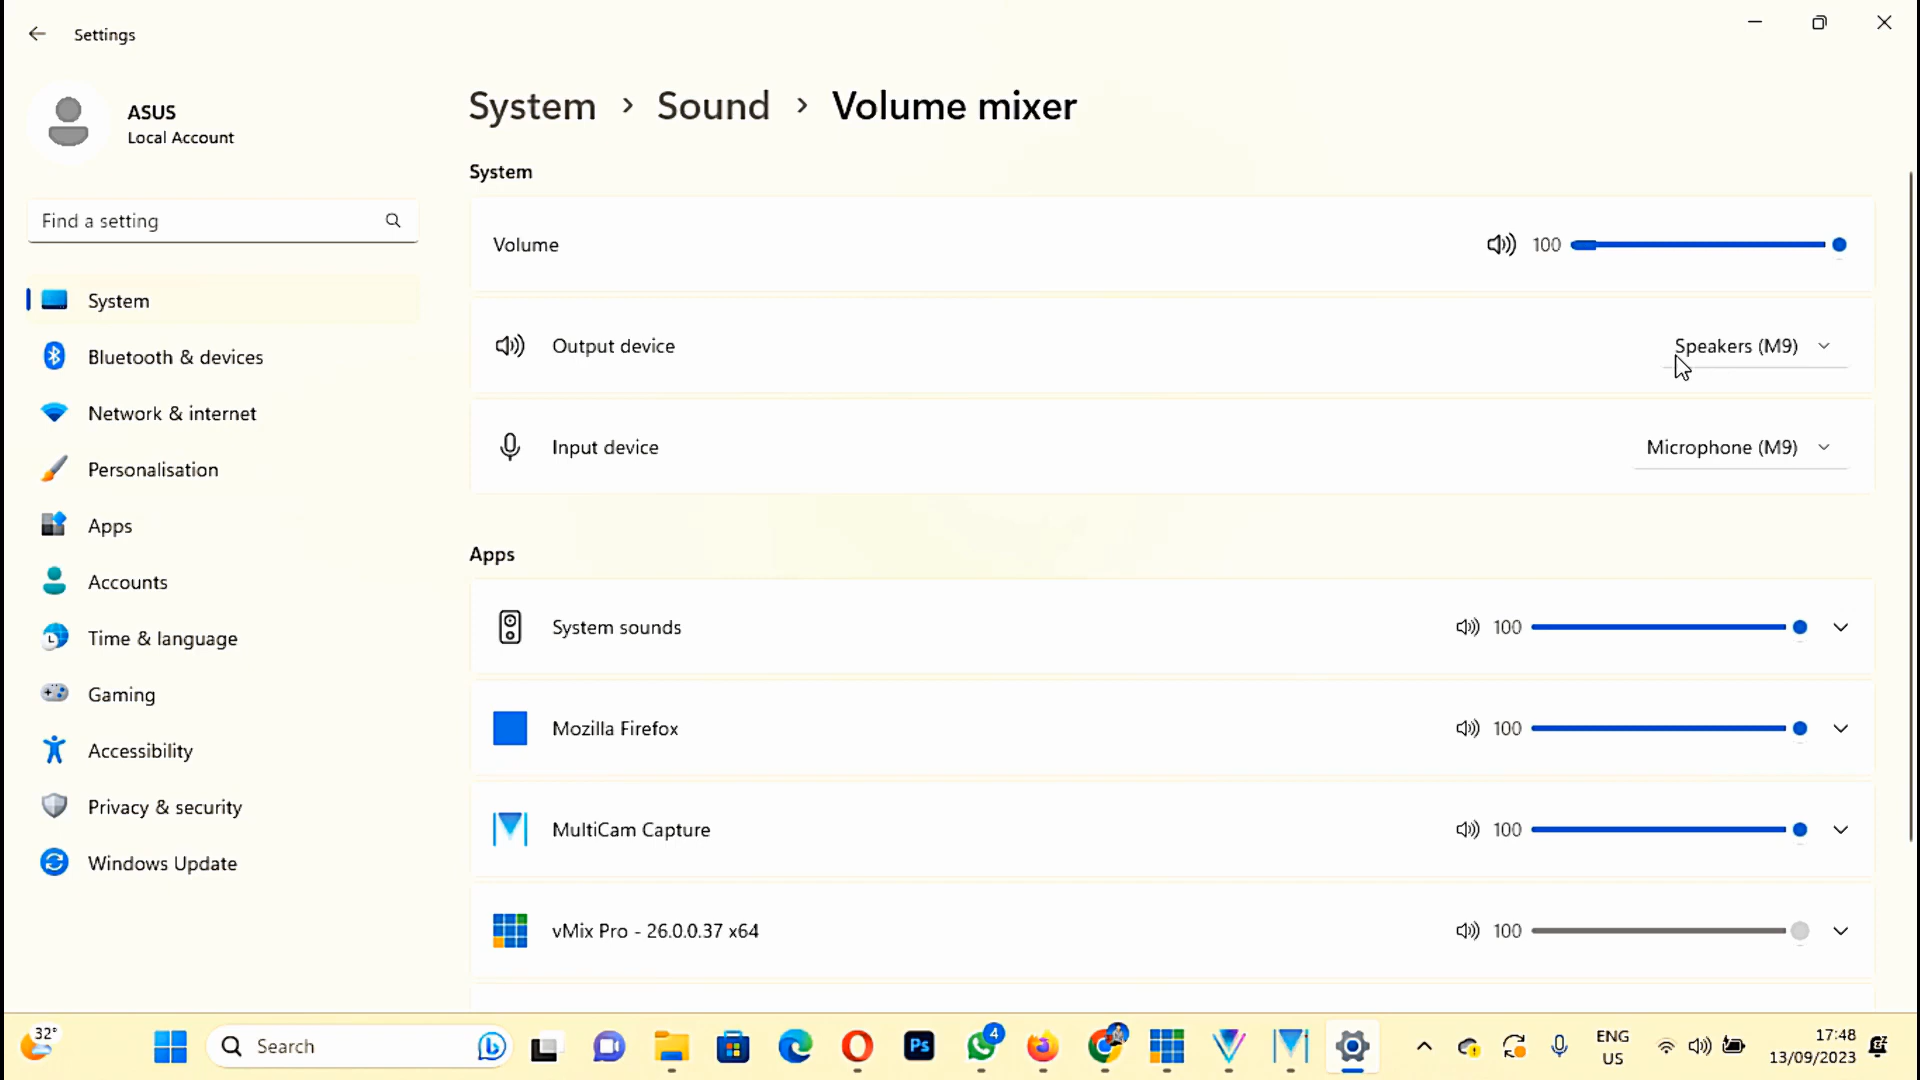 Settings
ASUS
Local Account
Find a setting
System
Bluetooth & devices
Network & internet
Personalisation
Apps
Accounts
Time & language
Gaming
Accessibility
Privacy & security
Windows Update
System > Sound > Volume mixer
System
Volume 100
Output device Speakers (M9)
Input device Microphone (M9)
Apps
System sounds 100
Mozilla Firefox 100
MultiCam Capture 100
vMix Pro - 26.0.0.37 x64 100
32°
Search
Ps
4
ENG
US
17:48
13/09/2023